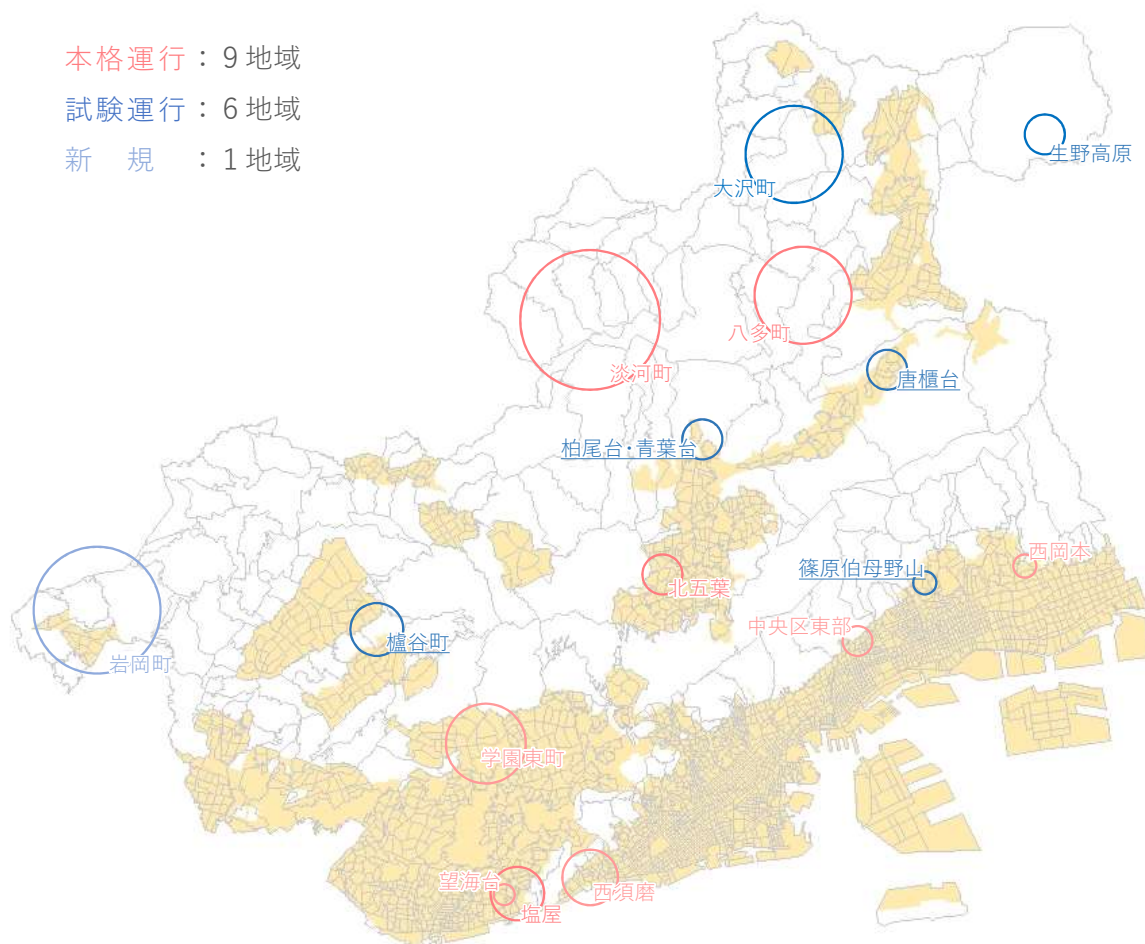 本格運行：9地域
試験運行：6地域
新　規　：1地域
生野高原
大沢町
八多町
淡河町
唐櫃台
柏尾台・青葉台
西岡本
篠原伯母野山
北五葉
中央区東部
櫨谷町
岩岡町
学園東町
望海台
西須磨
塩屋